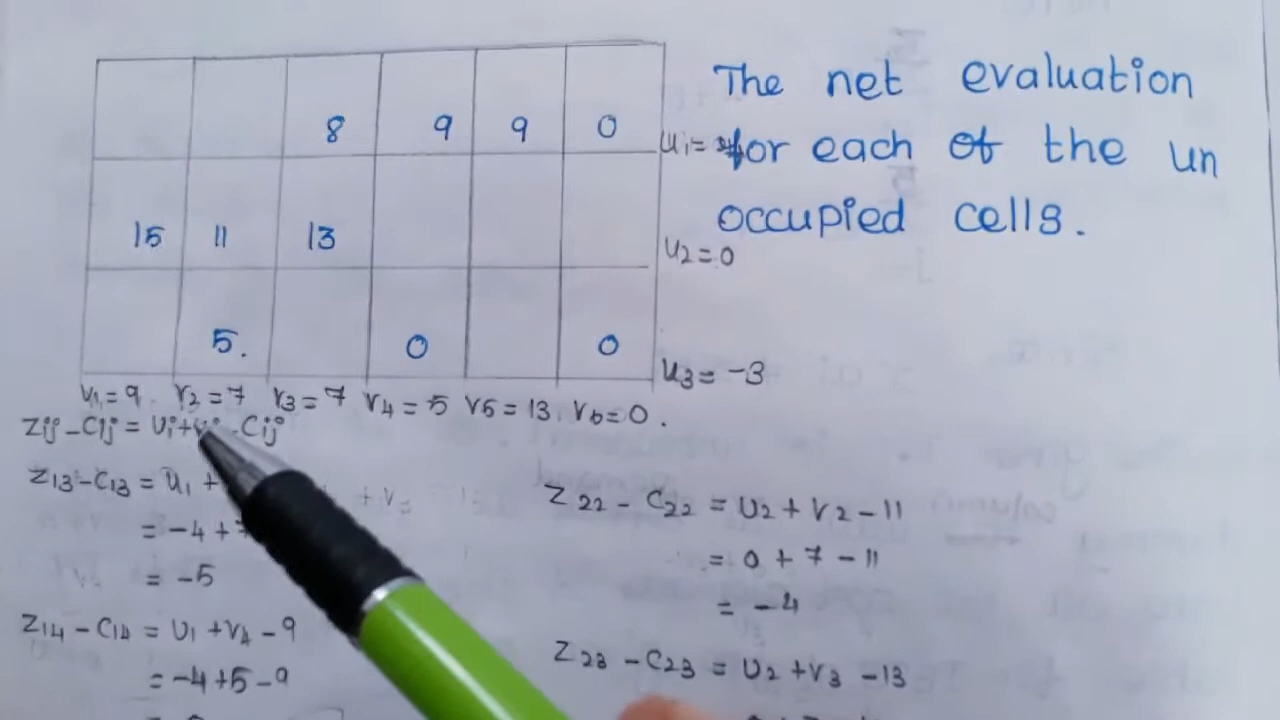 The net evaluation
8 9 9 0
for each of the un
15 11 13
occupied cells.
U2=0
5. 0 0
U3= -3
V1=9 V2=7 V3=7 V4=5 V5=13 V6=0.
Zij-Cij = Ui+ - Cij
Z13-C13 = U1 +
= -4+
= -5
Z14-C14 = U1+V4-9
= -4+5-9
Z22-C22 = U2+V2-11
= 0+7-11
= -4
Z23-C23 = U2+V3-13